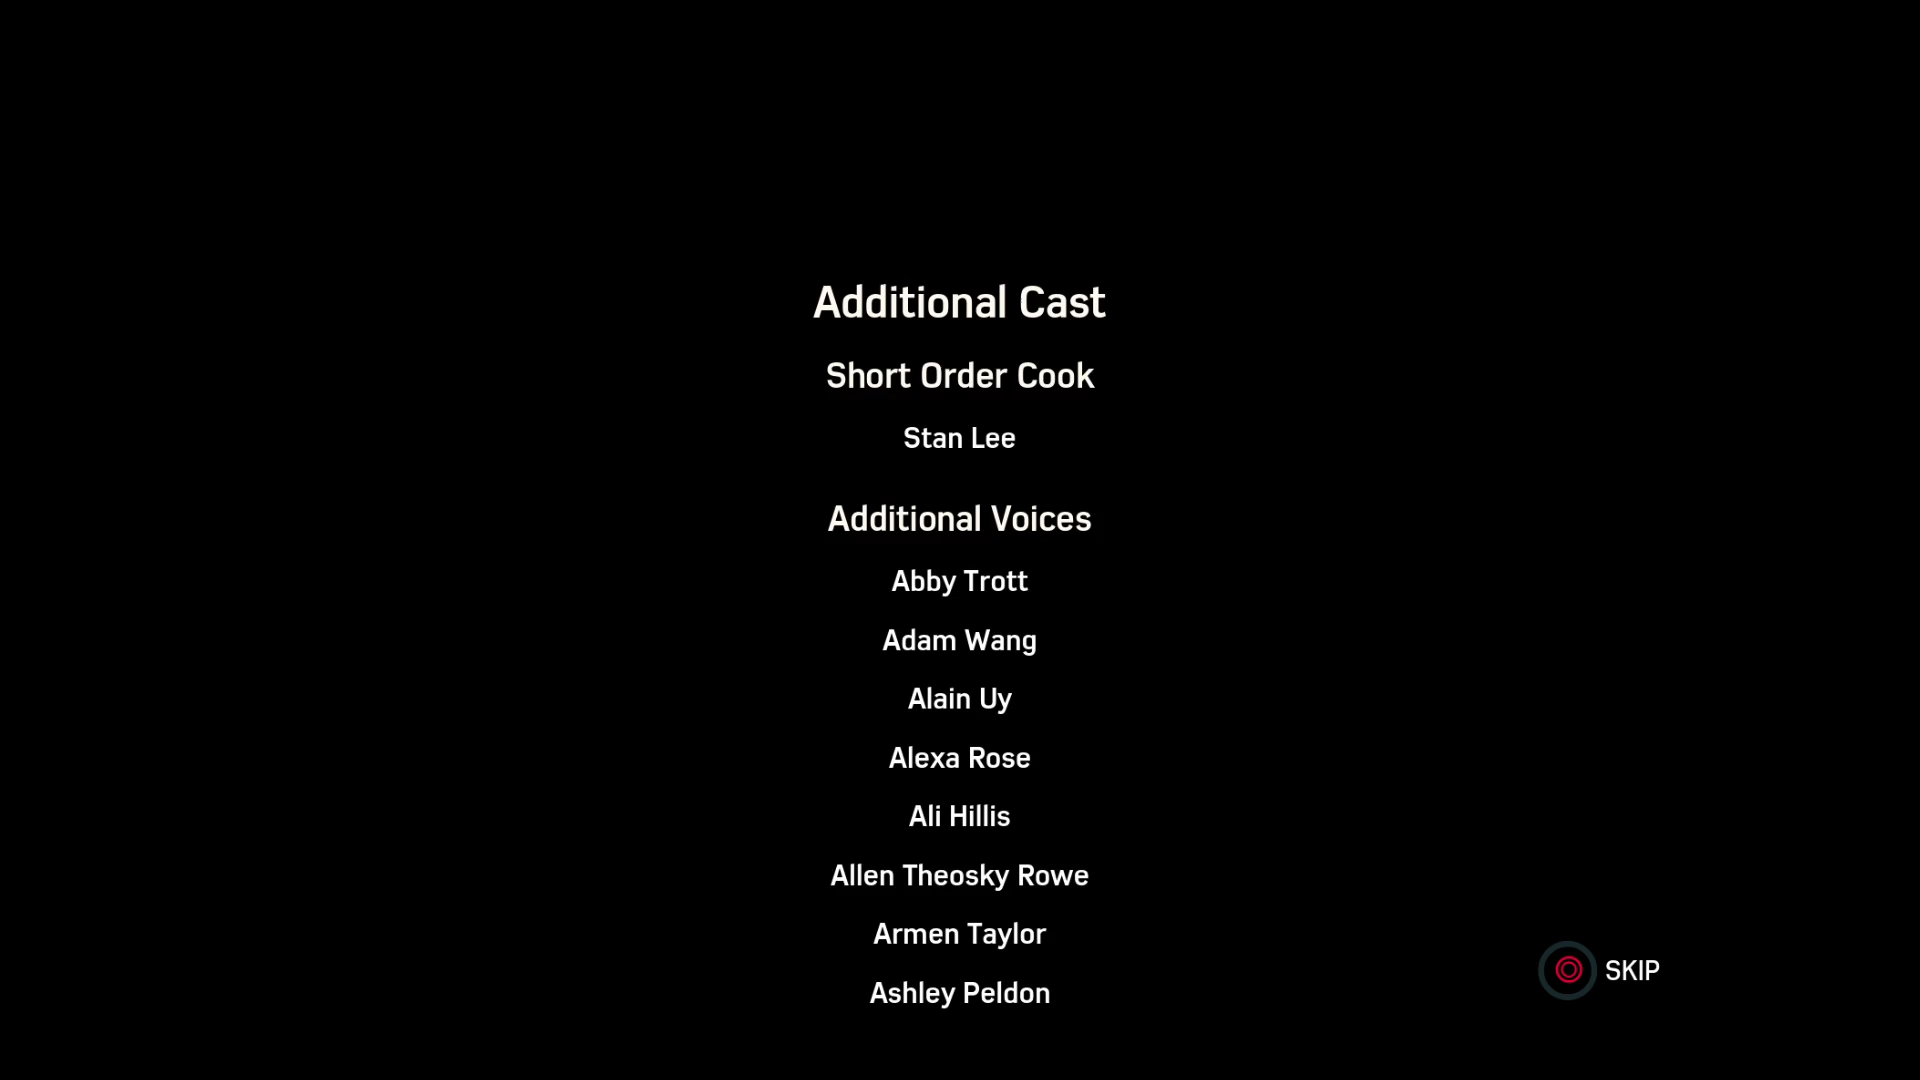 Additional Cast
Short Order Cook
Stan Lee
Additional Voices
Abby Trott
Adam Wang
Alain Uy
Alexa Rose
Ali Hillis
Allen Theosky Rowe
Armen Taylor
Ashley Peldon
SKIP